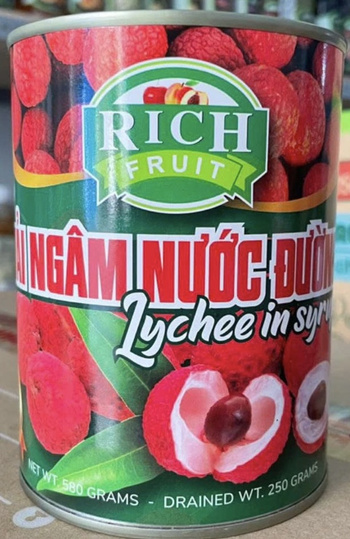 RICH
FRUIT
NGÂM NƯỚC
Lychee in
NET WT. 580 GRAMS - DRAINED WT. 250 GRAMS